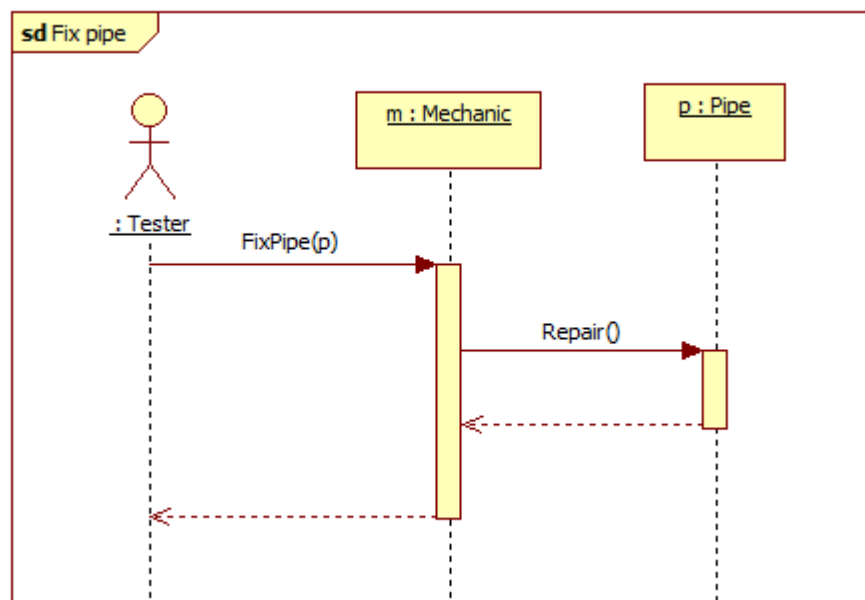 sd Fix pipe
m : Mechanic
p : Pipe
: Tester
FixPipe(p)
Repair()